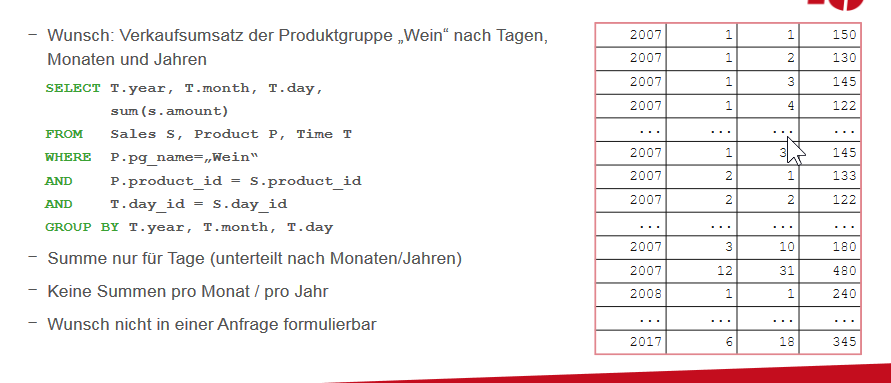 – Wunsch: Verkaufsumsatz der Produktgruppe „Wein“ nach Tagen,
Monaten und Jahren
SELECT T.year, T.month, T.day,
sum(s.amount)
FROM Sales S, Product P, Time T
WHERE P.pg_name=„Wein“
AND P.product_id = S.product_id
AND T.day_id = S.day_id
GROUP BY T.year, T.month, T.day
– Summe nur für Tage (unterteilt nach Monaten/Jahren)
– Keine Summen pro Monat / pro Jahr
– Wunsch nicht in einer Anfrage formulierbar
2007 1 1 150
2007 1 2 130
2007 1 3 145
2007 1 4 122
... ... ... ...
2007 1 145
2007 2 1 133
2007 2 2 122
... ... ... ...
2007 3 10 180
2007 12 31 480
2008 1 1 240
... ... ... ...
2017 6 18 345